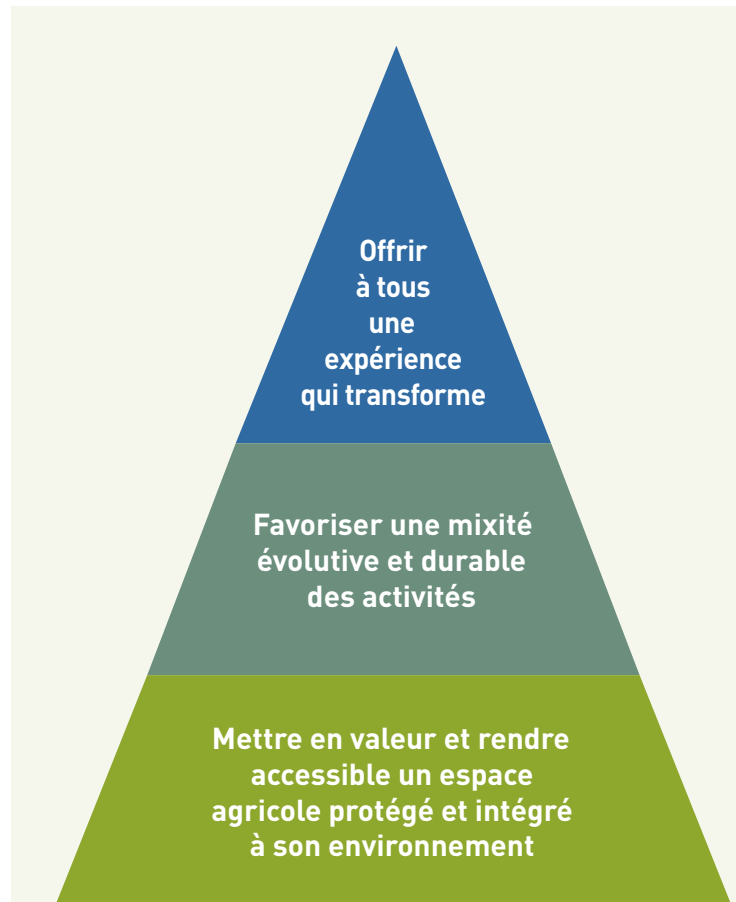 Offrir
à tous
une
expérience
qui transforme
Favoriser une mixité
évolutive et durable
des activités
Mettre en valeur et rendre
accessible un espace
agricole protégé et intégré
à son environnement